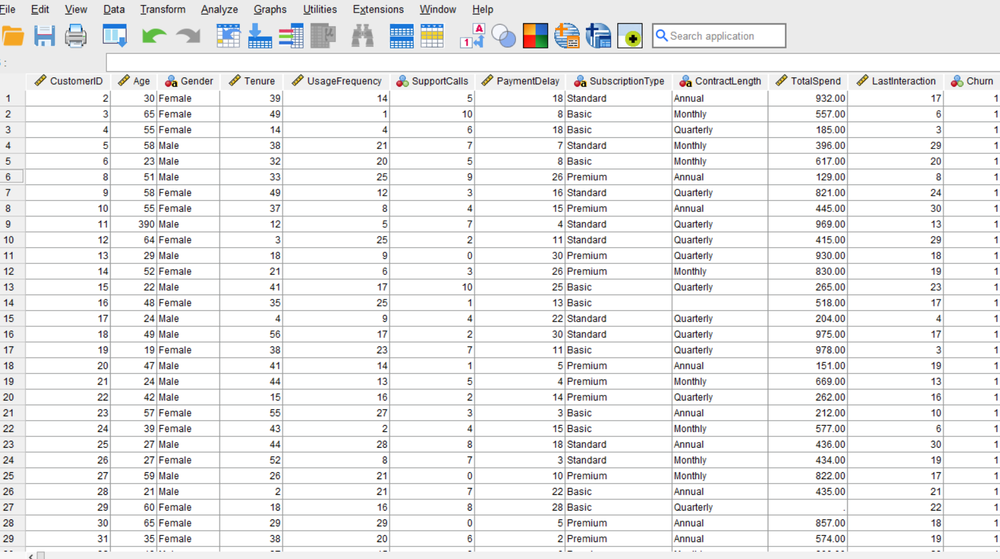 File Edit View Data Transform Analyze Graphs Utilities Extensions Window Help
A 1 μ Search application
:
CustomerID Age Gender Tenure UsageFrequency SupportCalls PaymentDelay SubscriptionType ContractLength TotalSpend LastInteraction Churn
1 2 30 Female 39 14 5 18 Standard Annual 932.00 17 1
2 3 65 Female 49 1 10 8 Basic Monthly 557.00 6 1
3 4 55 Female 14 4 6 18 Basic Quarterly 185.00 3 1
4 5 58 Male 38 21 7 7 Standard Monthly 396.00 29 1
5 6 23 Male 32 20 5 8 Basic Monthly 617.00 20 1
6 8 51 Male 33 25 9 26 Premium Annual 129.00 8 1
7 9 58 Female 49 12 3 16 Standard Quarterly 821.00 24 1
8 10 55 Female 37 8 4 15 Premium Annual 445.00 30 1
9 11 390 Male 12 5 7 4 Standard Quarterly 969.00 13 1
10 12 64 Female 3 25 2 11 Standard Quarterly 415.00 29 1
11 13 29 Male 18 9 0 30 Premium Quarterly 930.00 18 1
12 14 52 Female 21 6 3 26 Premium Monthly 830.00 19 1
13 15 22 Male 41 17 10 25 Basic Quarterly 265.00 23 1
14 16 48 Female 35 25 1 13 Basic 518.00 17 1
15 17 24 Male 4 9 4 22 Standard Quarterly 204.00 4 1
16 18 49 Male 56 17 2 30 Standard Quarterly 975.00 17 1
17 19 19 Female 38 23 7 11 Basic Quarterly 978.00 3 1
18 20 47 Male 41 14 1 5 Premium Annual 151.00 19 1
19 21 24 Male 44 13 5 4 Premium Monthly 669.00 13 1
20 22 42 Male 15 16 2 14 Premium Quarterly 262.00 16 1
21 23 57 Female 55 27 3 3 Basic Annual 212.00 10 1
22 24 39 Female 43 2 4 15 Basic Monthly 577.00 6 1
23 25 27 Male 44 28 8 18 Standard Annual 436.00 30 1
24 26 27 Female 52 8 7 3 Standard Monthly 434.00 19 1
25 27 59 Male 26 21 0 10 Premium Monthly 822.00 17 1
26 28 21 Male 2 21 7 22 Basic Annual 435.00 21 1
27 29 60 Female 18 16 8 28 Basic Quarterly . 22 1
28 30 65 Female 29 29 0 5 Premium Annual 857.00 18 1
29 31 35 Female 38 20 6 2 Premium Annual 574.00 19 1